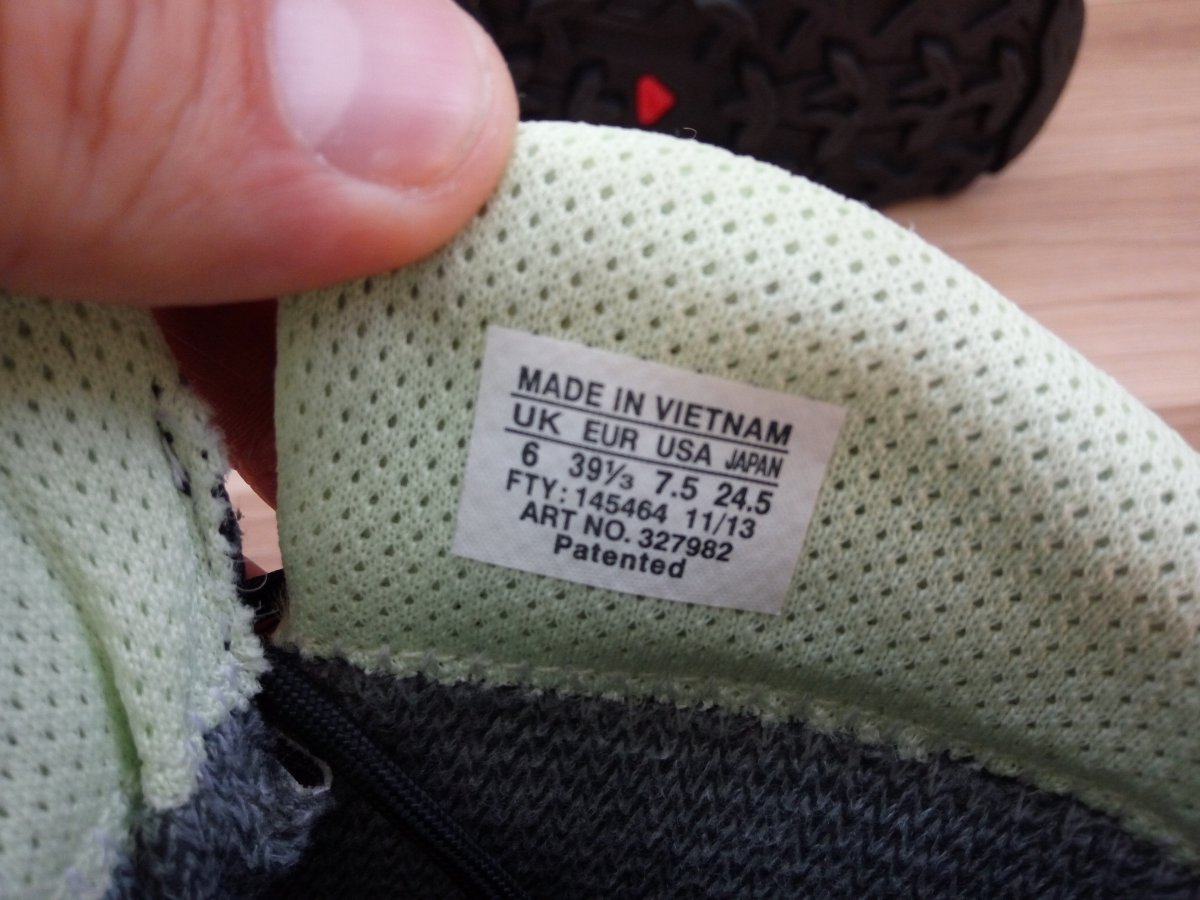 MADE IN VIETNAM
UK EUR USA JAPAN
6 39⅓ 7.5 24.5
FTY: 145464 11/13
ART NO. 327982
Patented